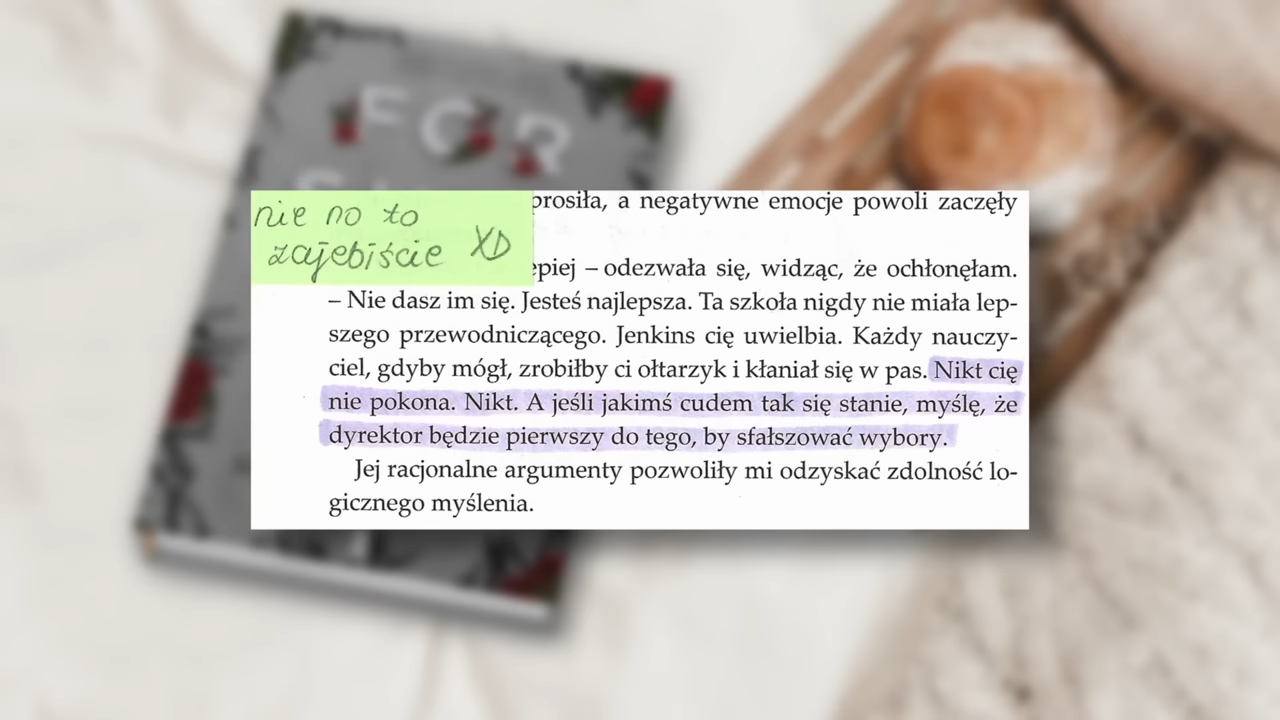 FOR
nie no to
zajebiście XD
prosiła, a negatywne emocje powoli zaczęły
epiej – odezwała się, widząc, że ochłonęłam.
– Nie dasz im się. Jesteś najlepsza. Ta szkoła nigdy nie miała lep-
szego przewodniczącego. Jenkins cię uwielbia. Każdy nauczy-
ciel, gdyby mógł, zrobiłby ci ołtarzyk i kłaniał się w pas. Nikt cię
nie pokona. Nikt. A jeśli jakimś cudem tak się stanie, myślę, że
dyrektor będzie pierwszy do tego, by sfałszować wybory.
Jej racjonalne argumenty pozwoliły mi odzyskać zdolność lo-
gicznego myślenia.